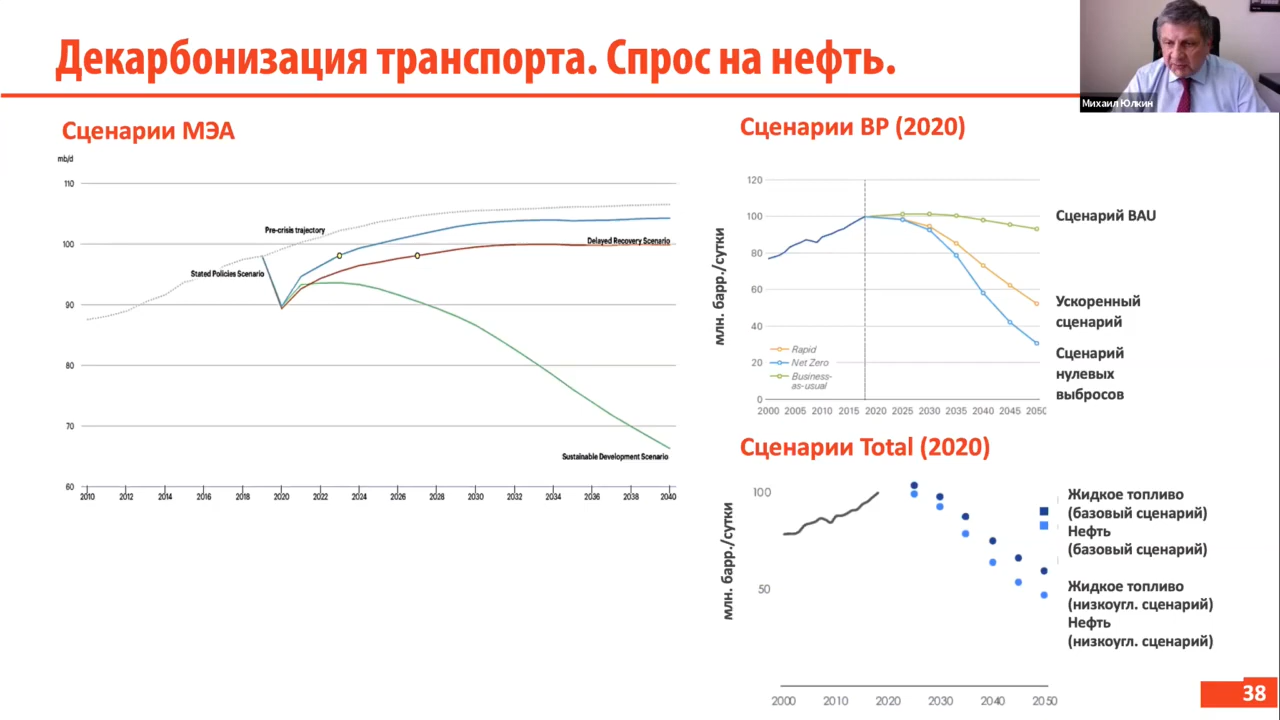 Декарбонизация транспорта. Спрос на нефть.
Михаил Юлкин
Сценарии МЭА
mb/d
110
100
90
80
70
60
Pre-crisis trajectory
Stated Policies Scenario
Delayed Recovery Scenario
Sustainable Development Scenario
2010 2012 2014 2016 2018 2020 2022 2024 2026 2028 2030 2032 2034 2036 2038 2040
Сценарии BP (2020)
млн. барр./сутки
120
100
80
60
40
20
0
Rapid
Net Zero
Business-
as-usual
2000 2005 2010 2015 2020 2025 2030 2035 2040 2045 2050
Сценарий BAU
Ускоренный
сценарий
Сценарий
нулевых
выбросов
Сценарии Total (2020)
млн. барр./сутки
100
50
2000 2010 2020 2030 2040 2050
Жидкое топливо
(базовый сценарий)
Нефть
(базовый сценарий)
Жидкое топливо
(низкоугл. сценарий)
Нефть
(низкоугл. сценарий)
38